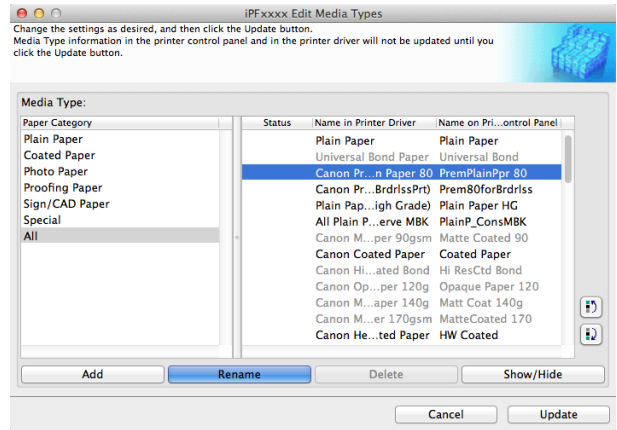 iPFxxxx Edit Media Types
Change the settings as desired, and then click the Update button.
Media Type information in the printer control panel and in the printer driver will not be updated until you
click the Update button.
Media Type:
Paper Category
Plain Paper
Coated Paper
Photo Paper
Proofing Paper
Sign/CAD Paper
Special
All
Status Name in Printer Driver Name on Pri...ontrol Panel
Plain Paper Plain Paper
Universal Bond Paper Universal Bond
Canon Pr...n Paper 80 PremPlainPpr 80
Canon Pr...BrdrlssPrt) Prem80forBrdrlss
Plain Pap...igh Grade) Plain Paper HG
All Plain P...erve MBK PlainP_ConsMBK
Canon M...per 90gsm Matte Coated 90
Canon Coated Paper Coated Paper
Canon Hi...ated Bond Hi ResCtd Bond
Canon Op...per 120g Opaque Paper 120
Canon M...aper 140g Matt Coat 140g
Canon M...er 170gsm MatteCoated 170
Canon He...ted Paper HW Coated
Add Rename Delete Show/Hide
Cancel Update